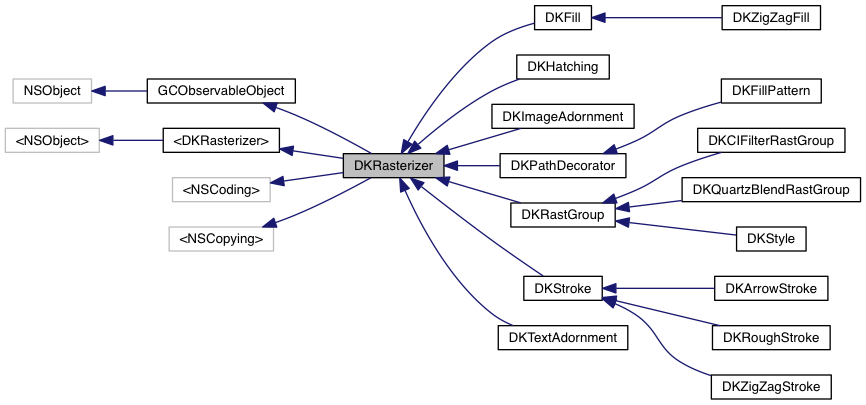 DKFill
DKZigZagFill
DKHatching
NSObject
GCObservableObject
DKFillPattern
DKImageAdornment
<NSObject>
<DKRasterizer>
DKCIFilterRastGroup
DKRasterizer
DKPathDecorator
<NSCoding>
DKQuartzBlendRastGroup
DKRastGroup
<NSCopying>
DKStyle
DKStroke
DKArrowStroke
DKTextAdornment
DKRoughStroke
DKZigZagStroke